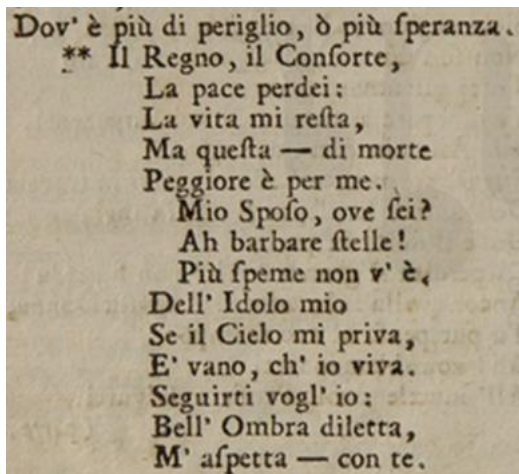 Dov' è più di periglio, ò più ſperanza.
** Il Regno, il Conſorte,
La pace perdei:
La vita mi reſta,
Ma queſta — di morte
Peggiore è per me.
Mio Spoſo, ove ſei?
Ah barbare ſtelle!
Più ſpeme non v' è.
Dell' Idolo mio
Se il Cielo mi priva,
E' vano, ch' io viva.
Seguirti vogl' io:
Bell' Ombra diletta,
M' aſpetta — con te.